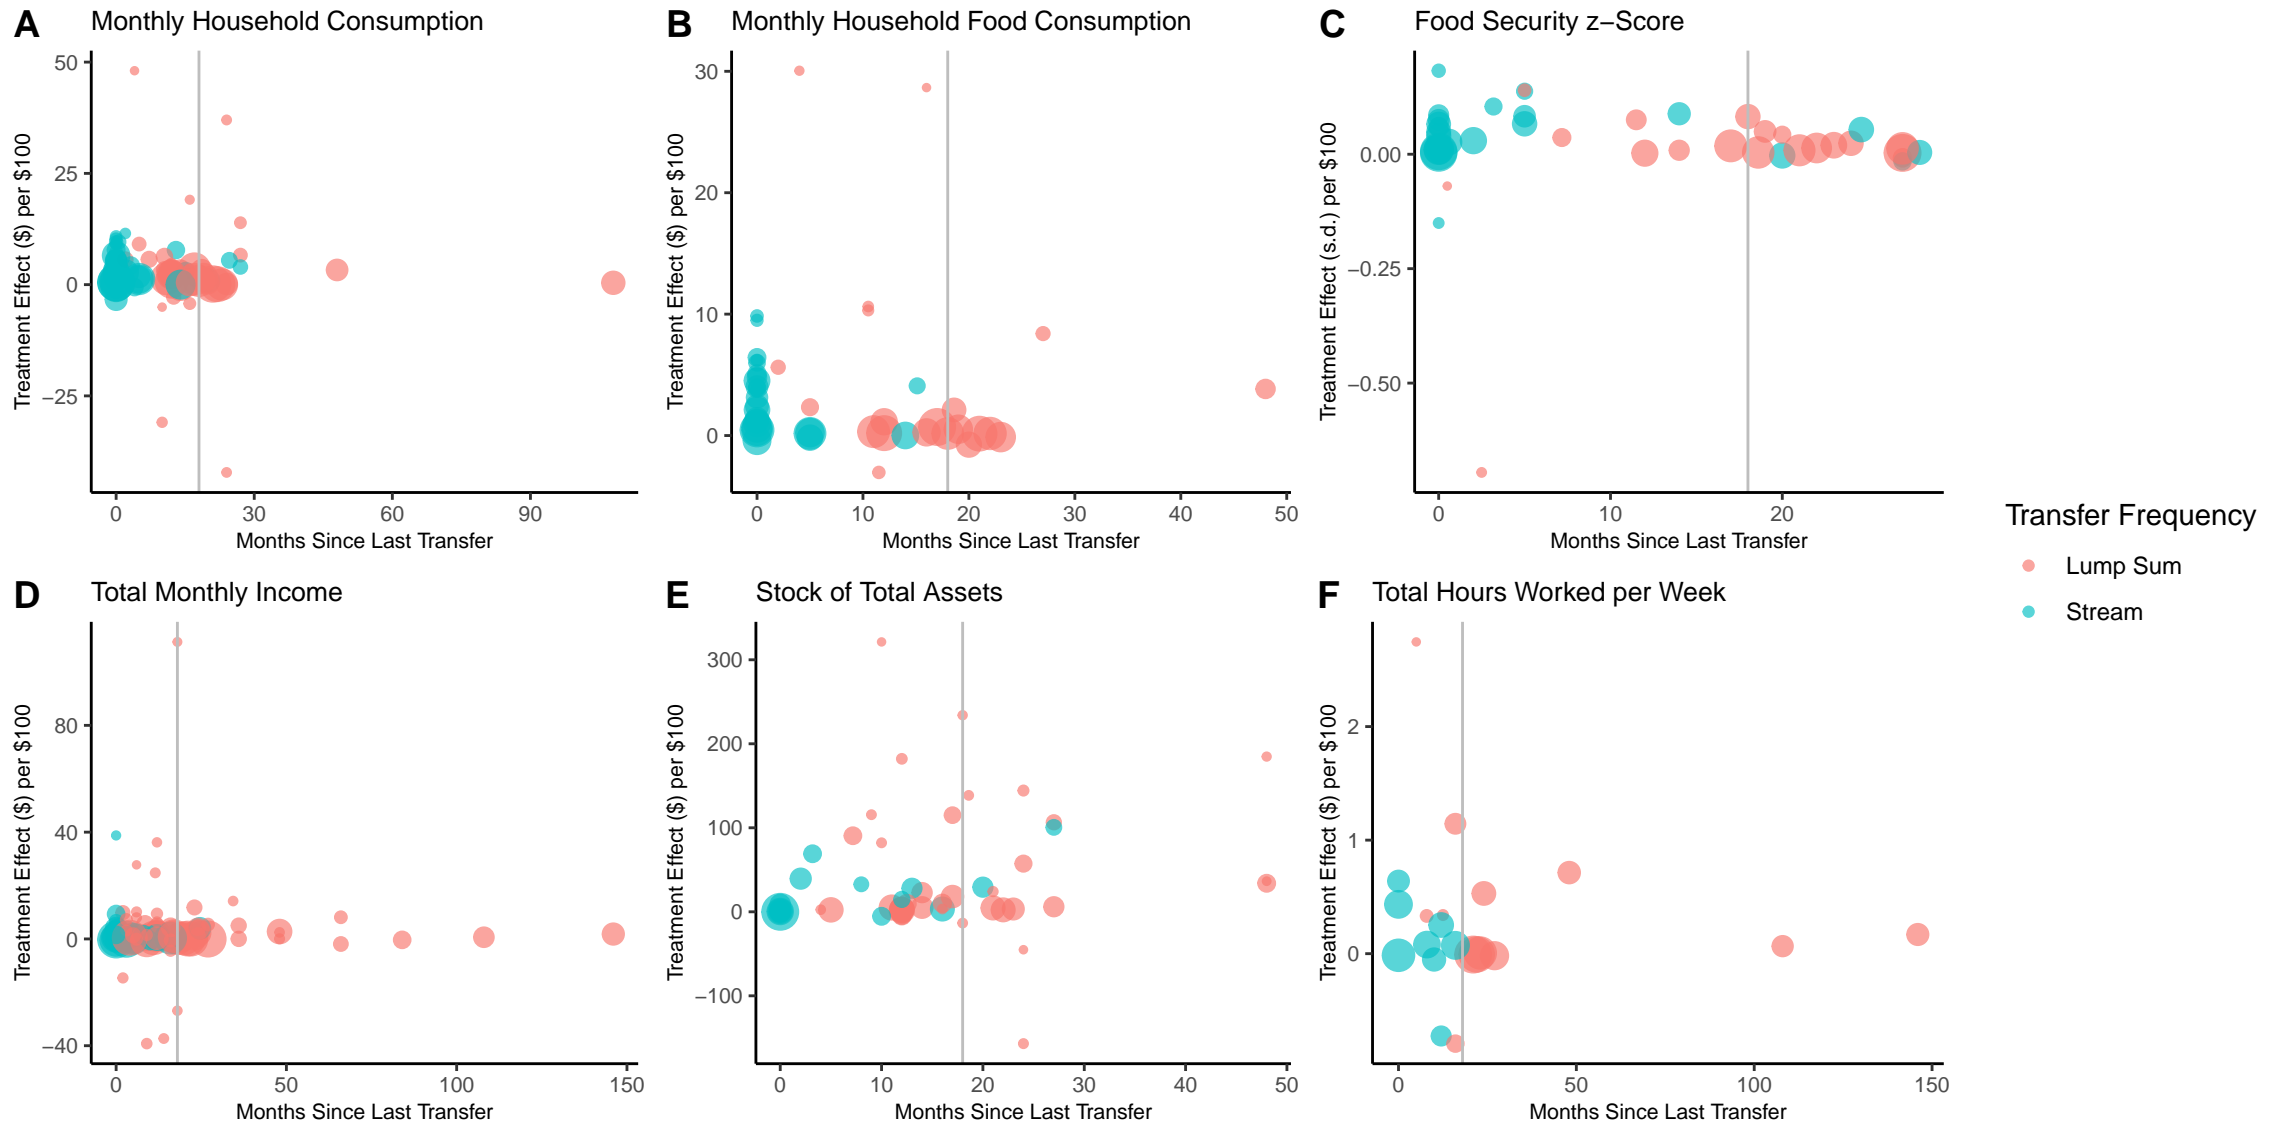 A Monthly Household Consumption
Treatment Effect ($) per $100
50
25
0
−25
0 30 60 90
Months Since Last Transfer
B Monthly Household Food Consumption
Treatment Effect ($) per $100
30
20
10
0
0 10 20 30 40 50
Months Since Last Transfer
C Food Security z−Score
Treatment Effect (s.d.) per $100
0.00
−0.25
−0.50
0 10 20
Months Since Last Transfer
Transfer Frequency
Lump Sum
Stream
D Total Monthly Income
Treatment Effect ($) per $100
80
40
0
−40
0 50 100 150
Months Since Last Transfer
E Stock of Total Assets
Treatment Effect ($) per $100
300
200
100
0
−100
0 10 20 30 40 50
Months Since Last Transfer
F Total Hours Worked per Week
Treatment Effect ($) per $100
2
1
0
0 50 100 150
Months Since Last Transfer